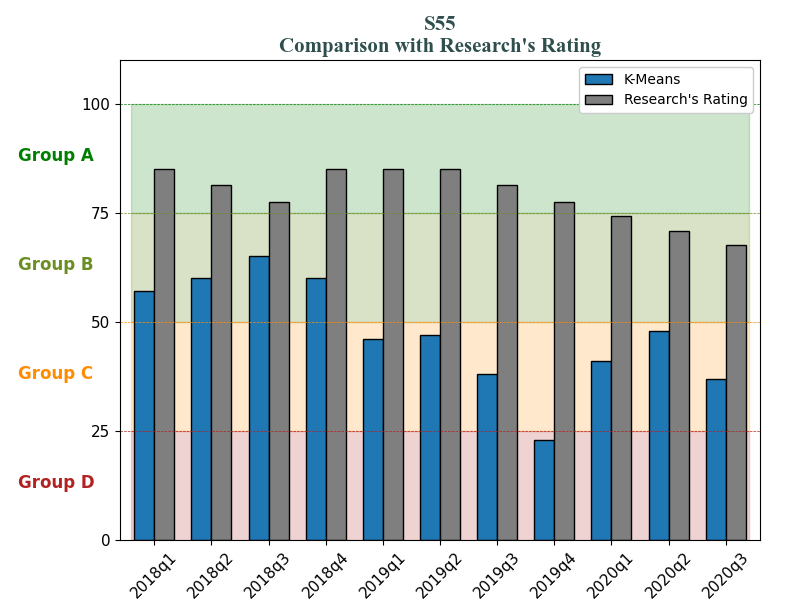 S55
Comparison with Research's Rating
K-Means
Research's Rating
100
Group A
75
Group B
50
Group C
25
Group D
0
2018q1 2018q2 2018q3 2018q4 2019q1 2019q2 2019q3 2019q4 2020q1 2020q2 2020q3